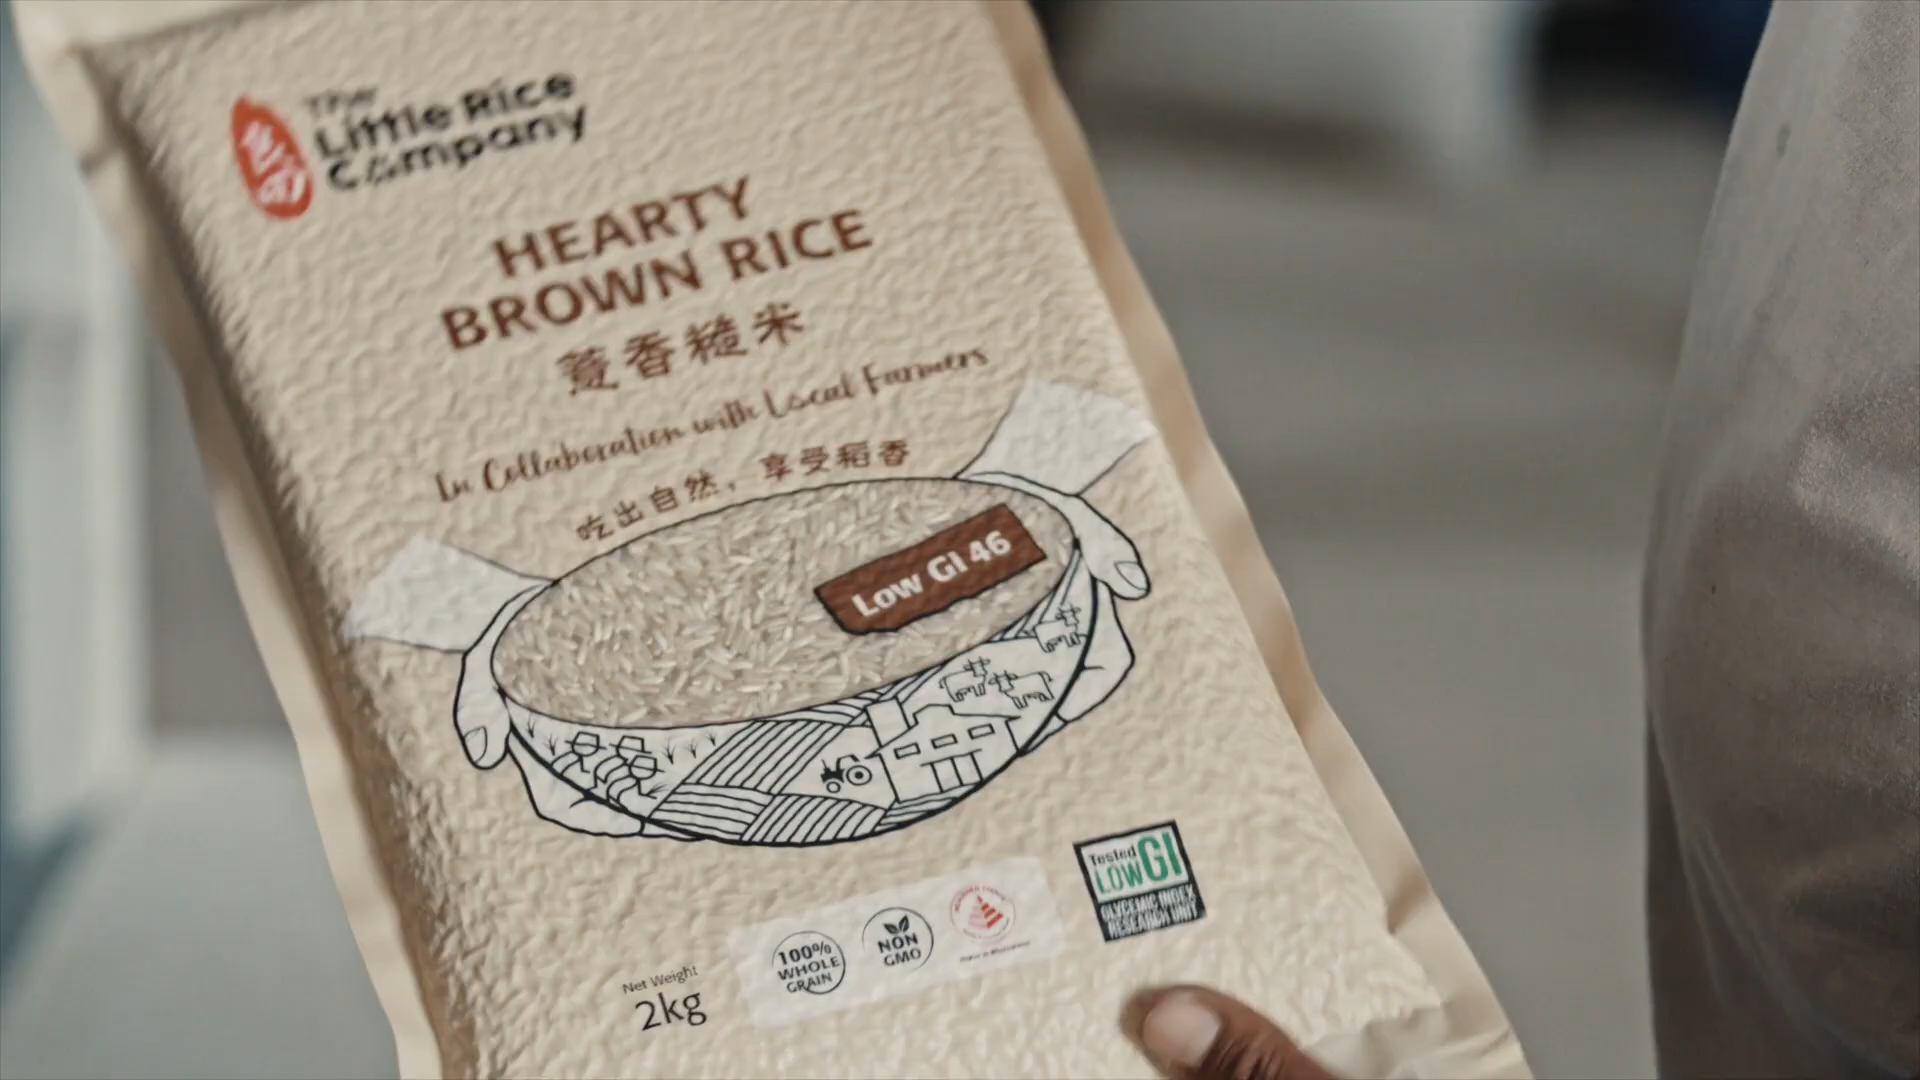 The
Little Rice
Company
HEARTY
BROWN RICE
薏香糙米
In Collaboration with Local Farmers
吃出自然，享受稻香
Low GI 46
Tested
LOW GI
GLYCEMIC INDEX
RESEARCH UNIT
100%
WHOLE
GRAIN
NON
GMO
Net Weight
2kg